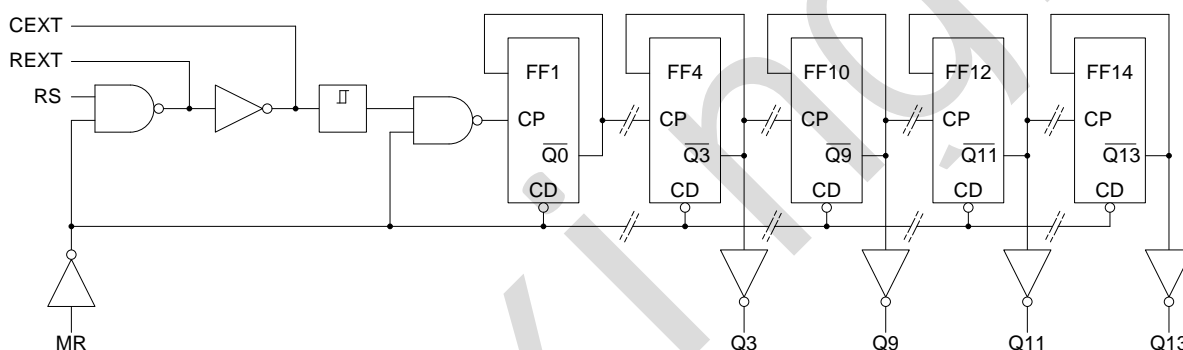 CEXT
REXT
RS
FF1
FF4
FF10
FF12
FF14
CP
CP
CP
CP
CP
Q0
Q3
Q9
Q11
Q13
CD
CD
CD
CD
CD
MR
Q3
Q9
Q11
Q13